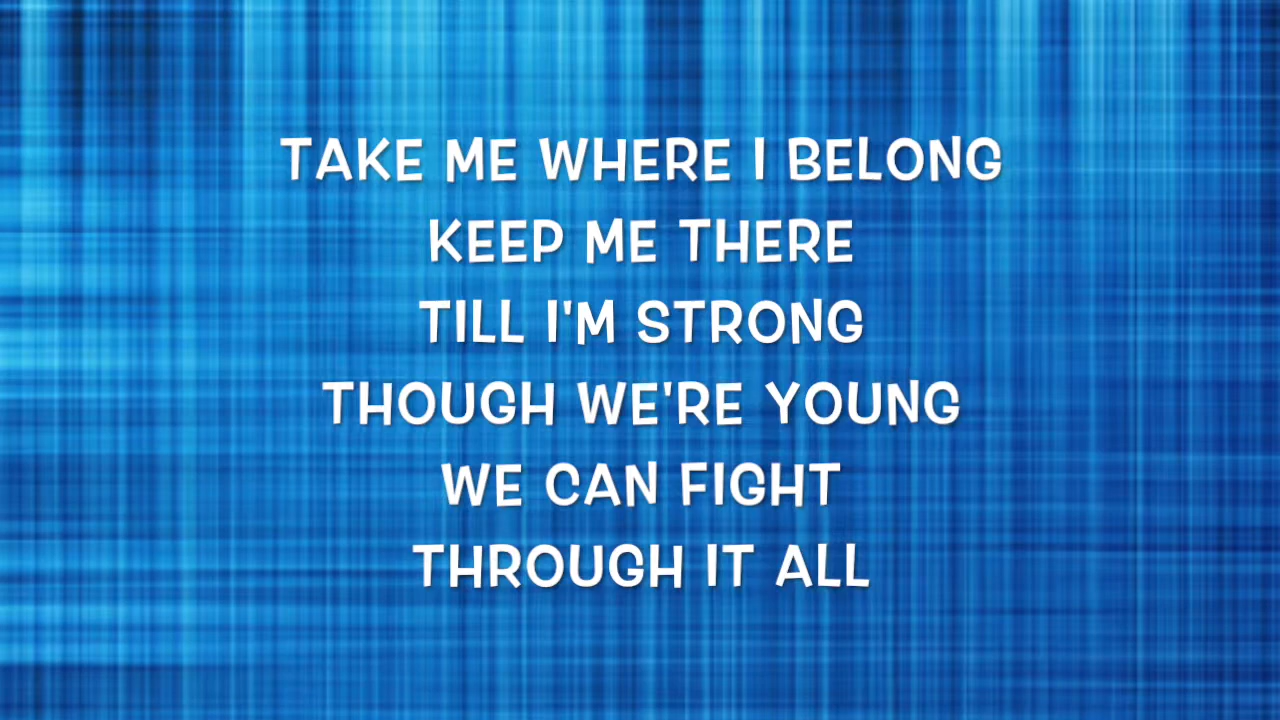 TAKE ME WHERE I BELONG
KEEP ME THERE
TILL I'M STRONG
THOUGH WE'RE YOUNG
WE CAN FIGHT
THROUGH IT ALL